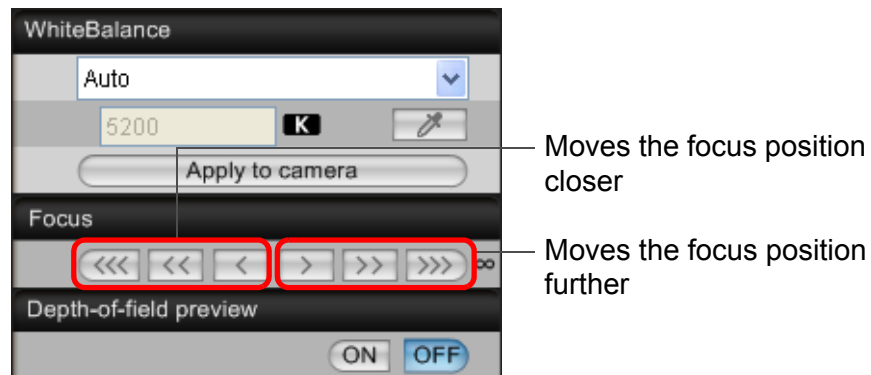 WhiteBalance
Auto
5200 K
Apply to camera
Moves the focus position
closer
Focus
<<< << < > >> >>> ∞
Moves the focus position
further
Depth-of-field preview
ON OFF